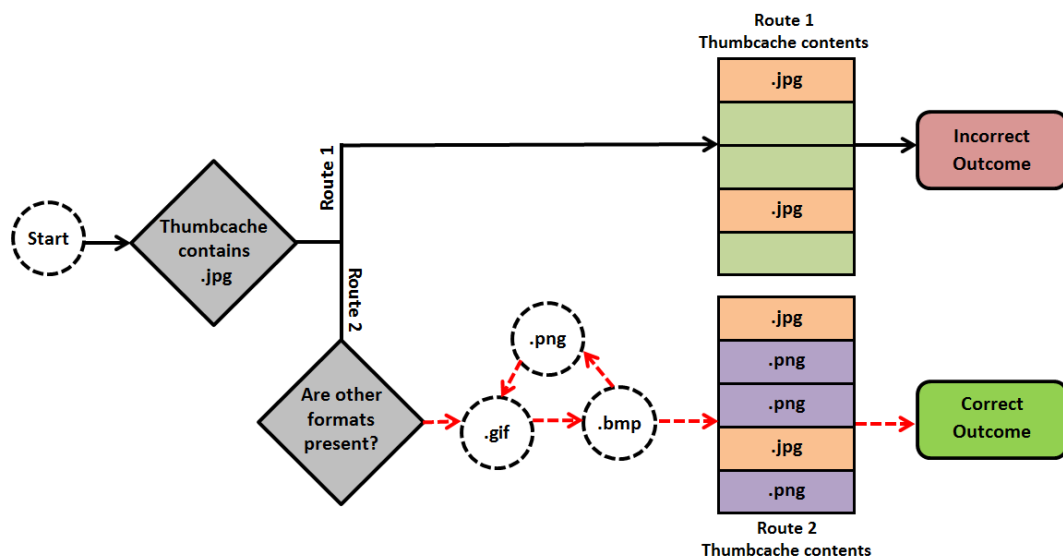 Route 1
Thumbcache contents
.jpg
.jpg
Incorrect
Outcome
Route 1
Start
Thumbcache
contains
.jpg
Route 2
Are other
formats
present?
.png
.gif
.bmp
.jpg
.png
.png
.jpg
.png
Correct
Outcome
Route 2
Thumbcache contents